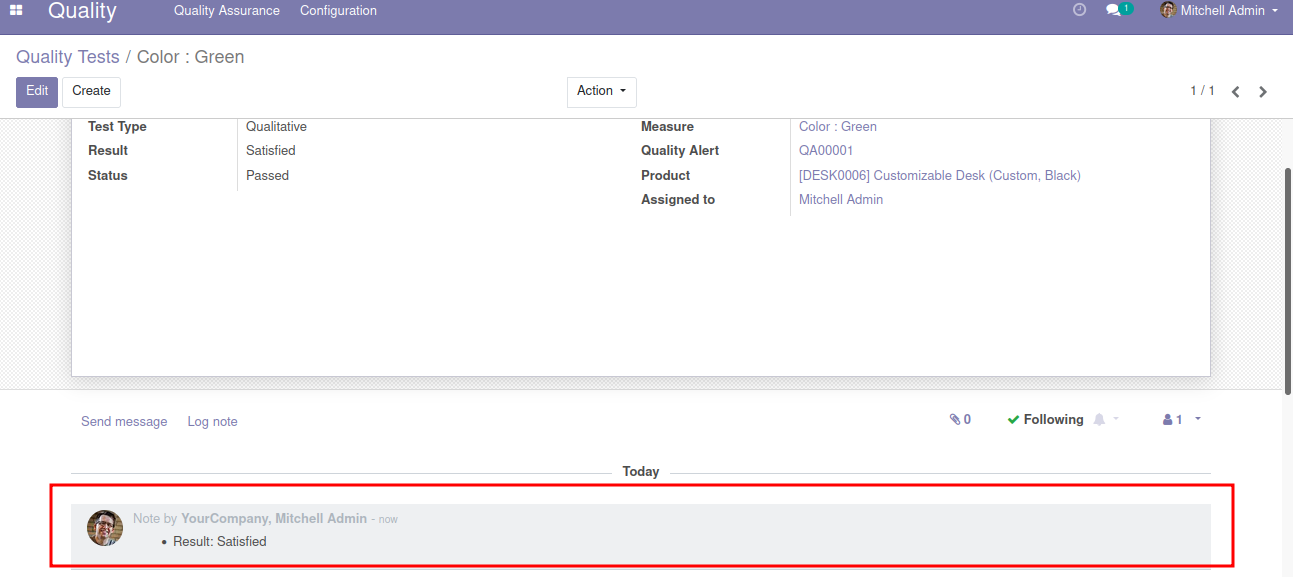 Quality Quality Assurance Configuration 1 Mitchell Admin
Quality Tests / Color : Green
Edit Create Action 1 / 1
Test Type Qualitative Measure Color : Green
Result Satisfied Quality Alert QA00001
Status Passed Product [DESK0006] Customizable Desk (Custom, Black)
Assigned to Mitchell Admin
Send message Log note 0 Following 1
Today
Note by YourCompany, Mitchell Admin - now
• Result: Satisfied